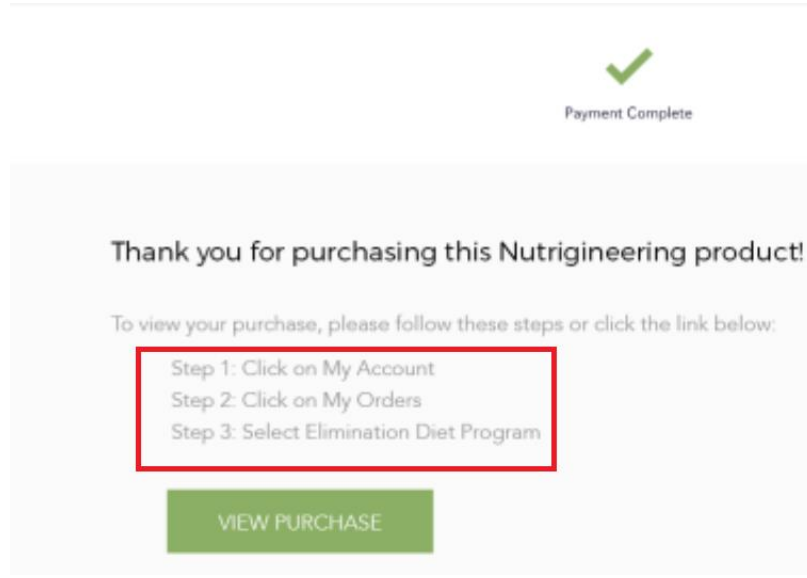 Payment Complete
Thank you for purchasing this Nutrigineering product!
To view your purchase, please follow these steps or click the link below:
Step 1: Click on My Account
Step 2: Click on My Orders
Step 3: Select Elimination Diet Program
VIEW PURCHASE